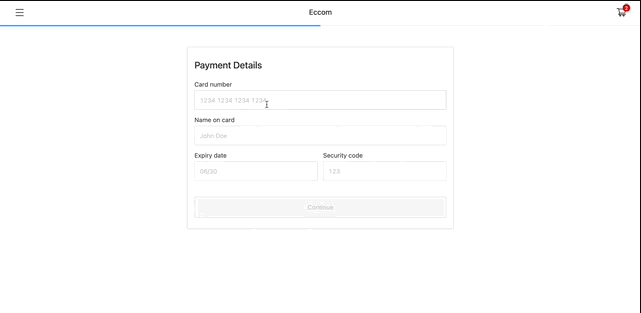 Eccom
2
Payment Details
Card number
1234 1234 1234 1234
Name on card
John Doe
Expiry date
Security code
06/30
123
Continue